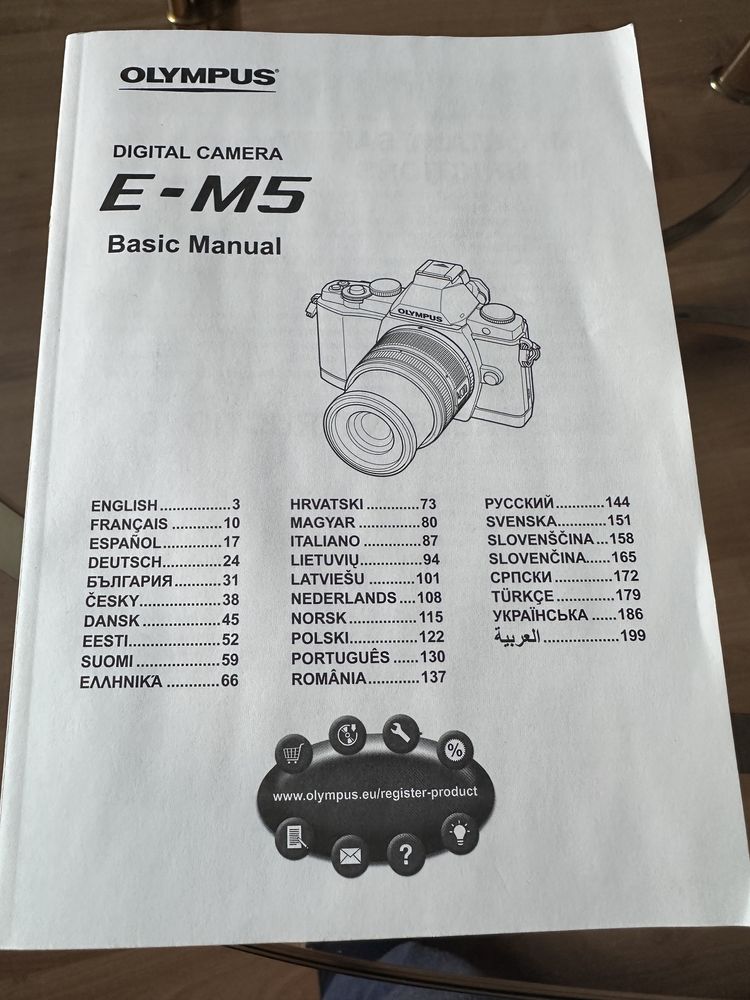 OLYMPUS®
DIGITAL CAMERA
E-M5
Basic Manual
OLYMPUS
ENGLISH.................3
FRANÇAIS ............10
ESPAÑOL..............17
DEUTSCH..............24
БЪЛГАРИЯ...........31
ČESKY...................38
DANSK..................45
EESTI....................52
SUOMI...................59
ΕΛΛΗΝΙΚΆ ............66
HRVATSKI .............73
MAGYAR ...............80
ITALIANO ..............87
LIETUVIŲ...............94
LATVIEŠU ...........101
NEDERLANDS ....108
NORSK ................115
POLSKI.................122
PORTUGUÊS ......130
ROMÂNIA.............137
РУССКИЙ............144
SVENSKA............151
SLOVENŠČINA...158
SLOVENČINA......165
СРПСКИ ..............172
TÜRKÇE ...............179
УКРАЇНСЬКА ......186
العربية...................199
www.olympus.eu/register-product
%
?